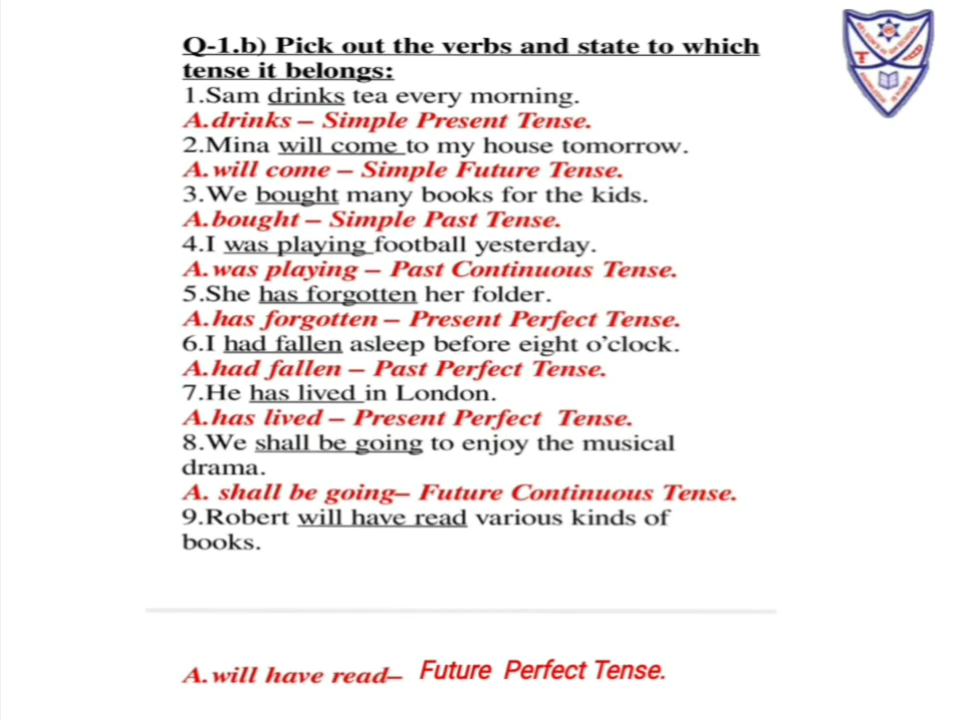 Q-1.b) Pick out the verbs and state to which
tense it belongs:
1.Sam drinks tea every morning.
A.drinks – Simple Present Tense.
2.Mina will come to my house tomorrow.
A.will come – Simple Future Tense.
3.We bought many books for the kids.
A.bought – Simple Past Tense.
4.I was playing football yesterday.
A.was playing – Past Continuous Tense.
5.She has forgotten her folder.
A.has forgotten – Present Perfect Tense.
6.I had fallen asleep before eight o’clock.
A.had fallen – Past Perfect Tense.
7.He has lived in London.
A.has lived – Present Perfect  Tense.
8.We shall be going to enjoy the musical
drama.
A. shall be going– Future Continuous Tense.
9.Robert will have read various kinds of
books.
A.will have read– Future  Perfect Tense.